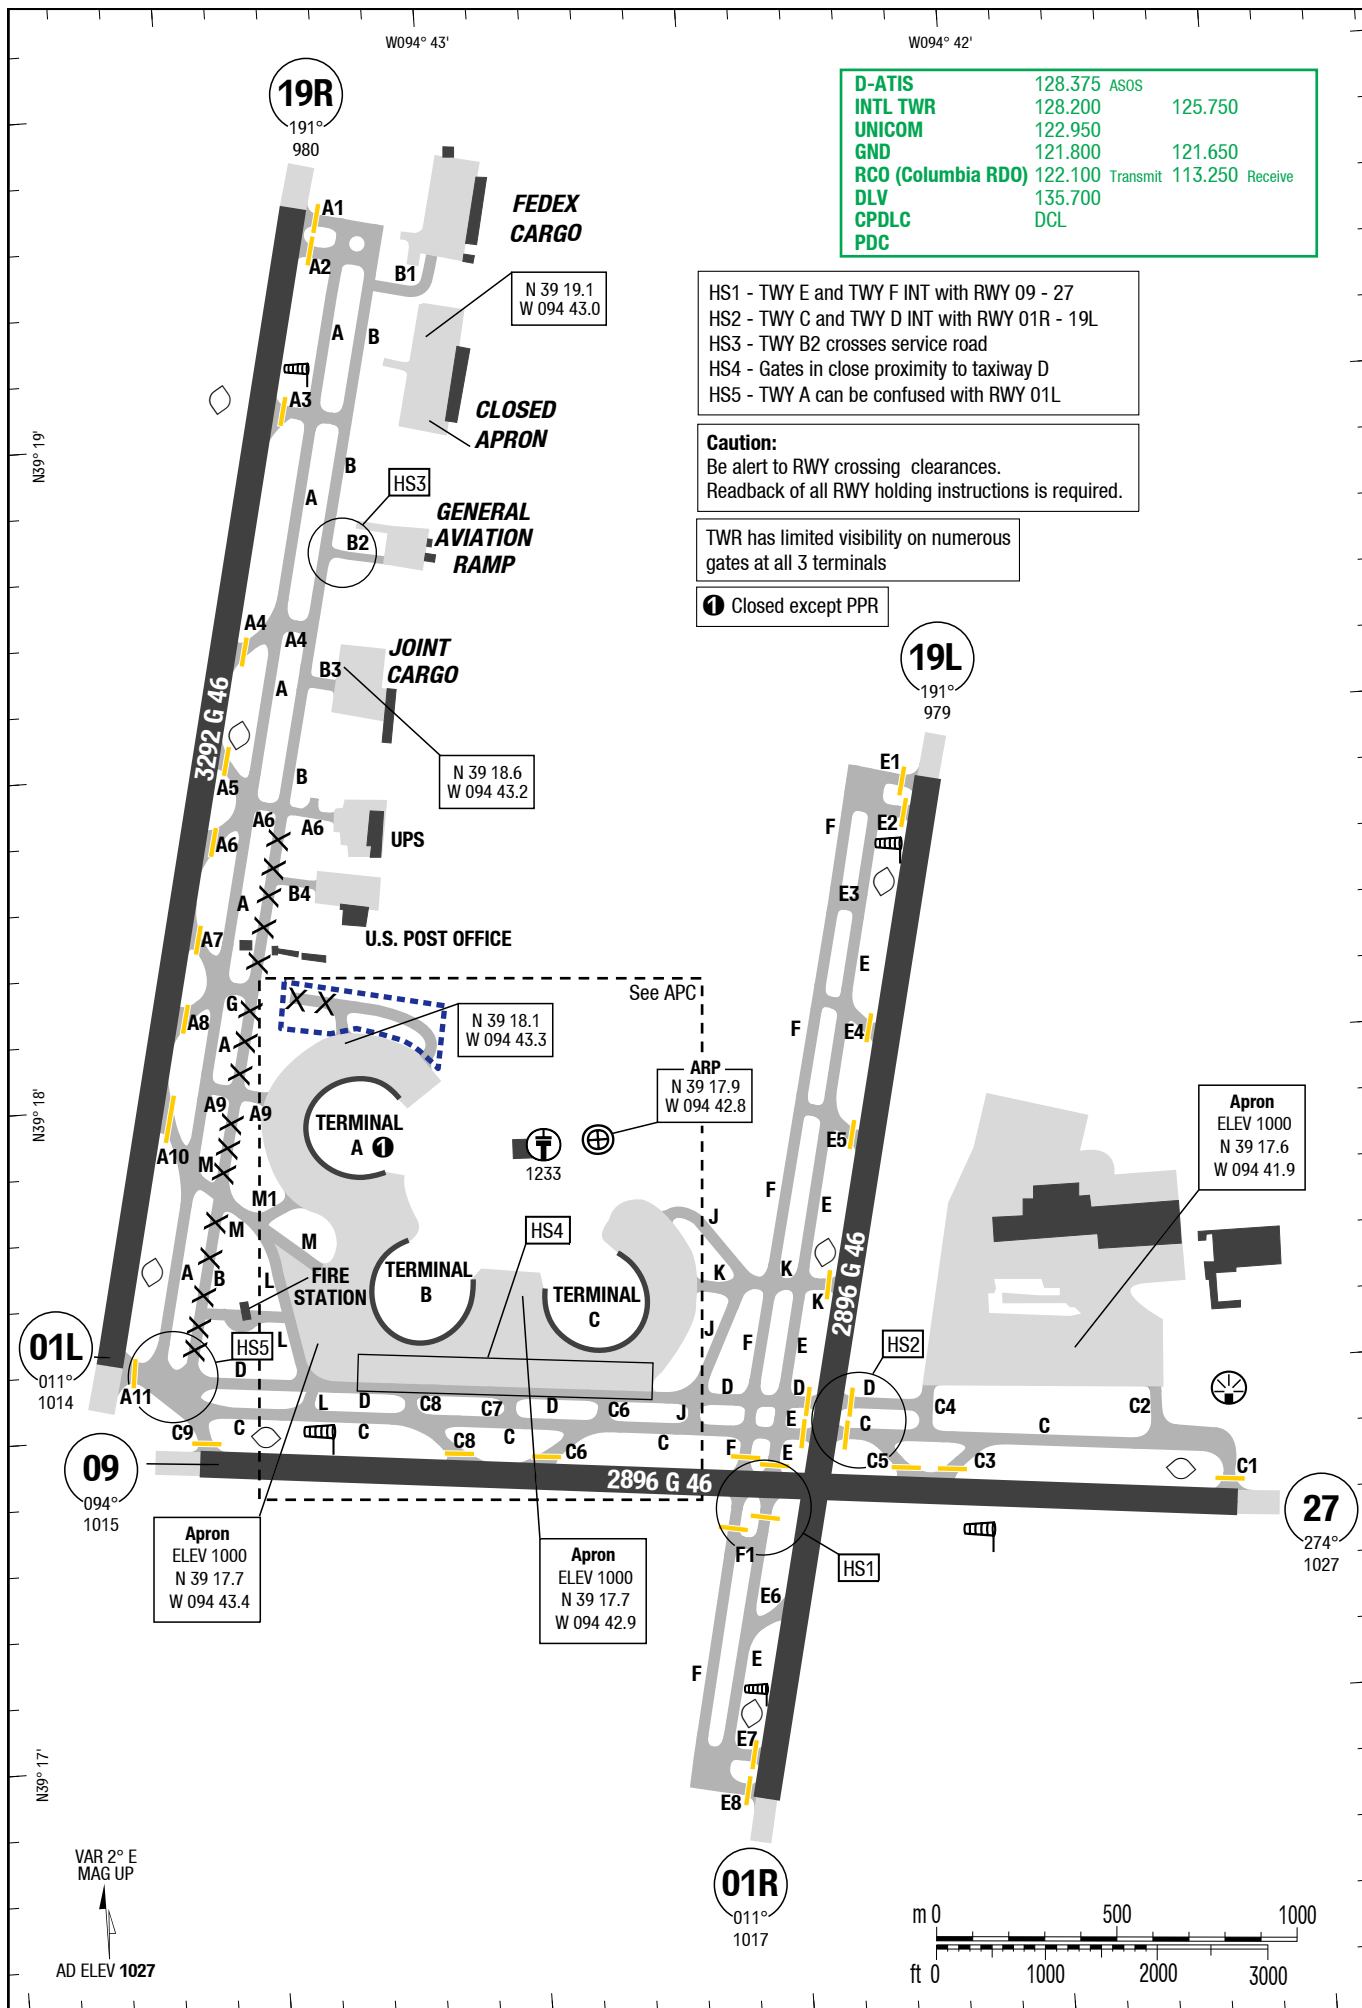 W094° 43'
W094° 42'
19R
191°
980
D-ATIS 128.375 ASOS
INTL TWR 128.200 125.750
UNICOM 122.950
GND 121.800 121.650
RCO (Columbia RDO) 122.100 Transmit 113.250 Receive
DLV 135.700
CPDLC DCL
PDC
HS1 - TWY E and TWY F INT with RWY 09 - 27
HS2 - TWY C and TWY D INT with RWY 01R - 19L
HS3 - TWY B2 crosses service road
HS4 - Gates in close proximity to taxiway D
HS5 - TWY A can be confused with RWY 01L
Caution:
Be alert to RWY crossing clearances.
Readback of all RWY holding instructions is required.
TWR has limited visibility on numerous
gates at all 3 terminals
1 Closed except PPR
A1
A2
B1
FEDEX
CARGO
N 39 19.1
W 094 43.0
A
B
A3
CLOSED
APRON
N39° 19'
B
A
HS3
GENERAL
AVIATION
RAMP
B2
A4
A4
JOINT
CARGO
B3
A
3292 G 46
N 39 18.6
W 094 43.2
B
A5
A6
A6
A6
UPS
B4
A
A7
U.S. POST OFFICE
19L
191°
979
E1
E2
F
E3
E
F
E4
See APC
G
A8
A
N 39 18.1
W 094 43.3
ARP
N 39 17.9
W 094 42.8
N39° 18'
A9
A9
TERMINAL
A 1
1233
E5
Apron
ELEV 1000
N 39 17.6
W 094 41.9
A10
M
M1
M
M
F
E
J
HS4
K
K
K
2896 G 46
A
B
L
FIRE
STATION
TERMINAL
B
TERMINAL
C
J
F
E
01L
011°
1014
HS5
L
D
HS2
A11
L
D
C8
C7
D
C6
J
D
D
D
C4
C2
C9
C
C
C8
C
C6
C
E
C
C
F
E
C5
C3
C1
09
094°
1015
2896 G 46
27
274°
1027
Apron
ELEV 1000
N 39 17.7
W 094 43.4
Apron
ELEV 1000
N 39 17.7
W 094 42.9
F1
HS1
E6
F
E
E7
E8
N39° 17'
01R
011°
1017
VAR 2° E
MAG UP
AD ELEV 1027
m 0 500 1000
ft 0 1000 2000 3000